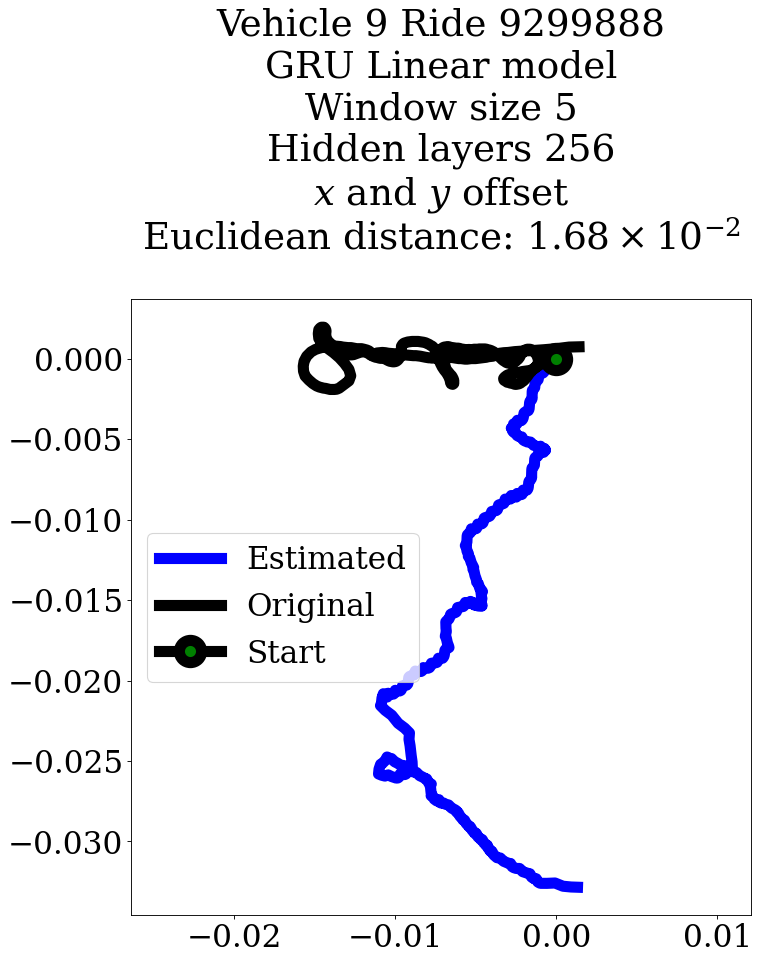 Vehicle 9 Ride 9299888
GRU Linear model
Window size 5
Hidden layers 256
x and y offset
Euclidean distance: 1.68 × 10⁻²
0.000
−0.005
−0.010
−0.015
−0.020
−0.025
−0.030
Estimated
Original
Start
−0.02 −0.01 0.00 0.01